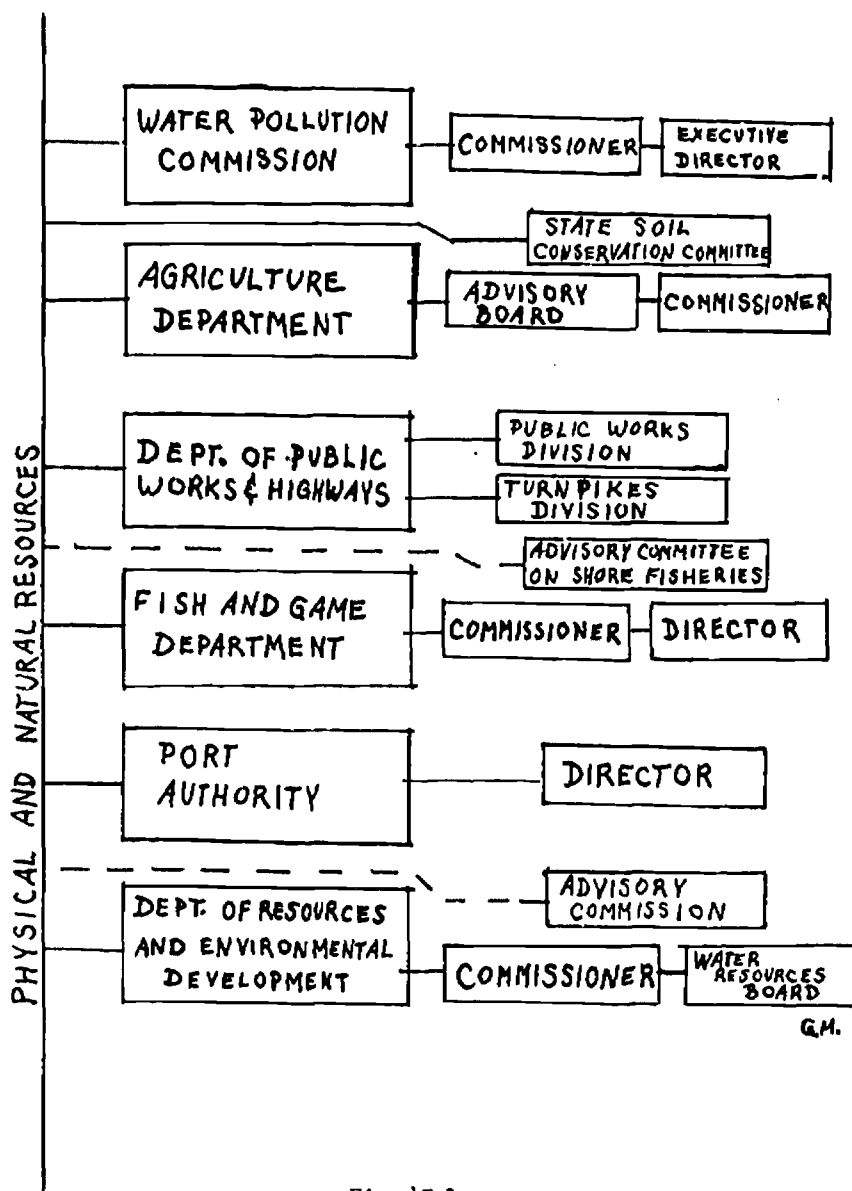 WATER POLLUTION
COMMISSION
COMMISSIONER
EXECUTIVE
DIRECTOR
STATE SOIL
CONSERVATION COMMITTEE
AGRICULTURE
DEPARTMENT
ADVISORY
BOARD
COMMISSIONER
DEPT. OF PUBLIC
WORKS & HIGHWAYS
PUBLIC WORKS
DIVISION
TURNPIKES
DIVISION
ADVISORY COMMITTEE
ON SHORE FISHERIES
FISH AND GAME
DEPARTMENT
COMMISSIONER
DIRECTOR
PORT
AUTHORITY
DIRECTOR
ADVISORY
COMMISSION
DEPT. OF RESOURCES
AND ENVIRONMENTAL
DEVELOPMENT
COMMISSIONER
WATER
RESOURCES
BOARD
G.M.
PHYSICAL AND NATURAL RESOURCES